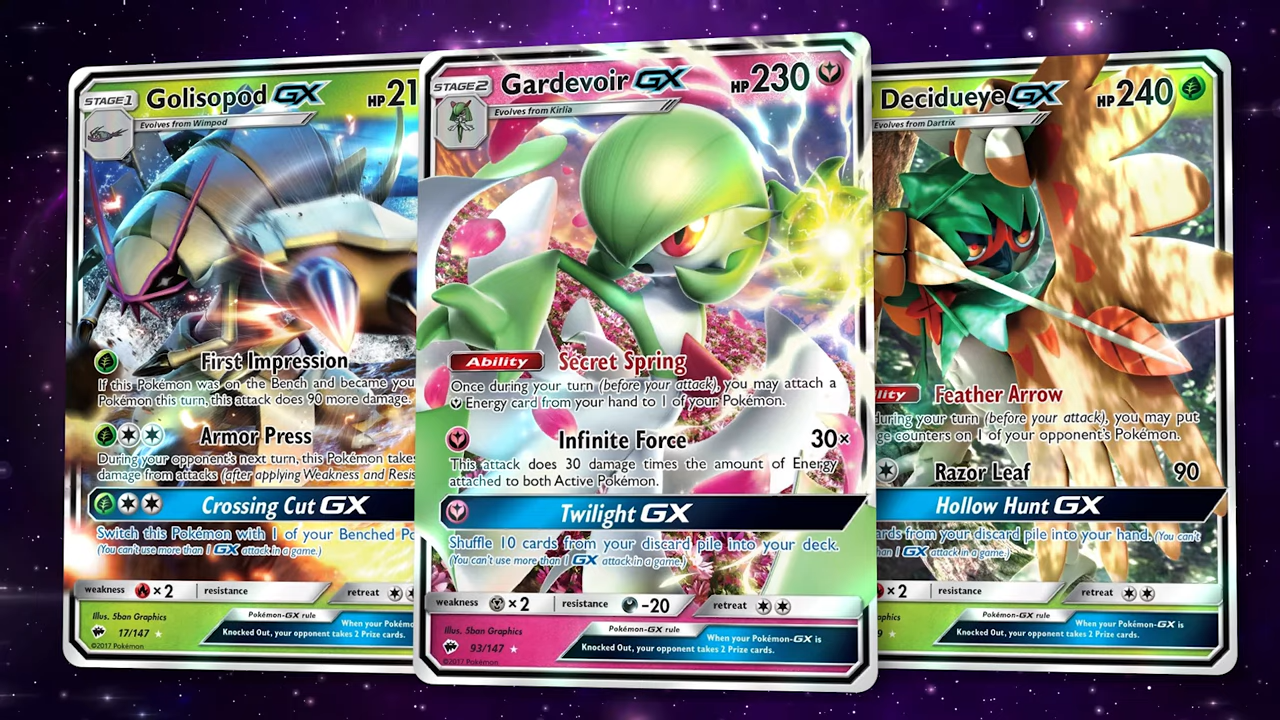 STAGE1 Golisopod GX HP 21
Evolves from Wimpod
First Impression
If this Pokémon was on the Bench and became you
Pokémon this turn, this attack does 90 more damage.
Armor Press
During your opponent's next turn, this Pokémon takes
damage from attacks (after applying Weakness and Resis
Crossing Cut GX
Switch this Pokémon with 1 of your Benched Po
(You can't use more than 1 GX attack in a game.)
weakness ×2 resistance retreat
Illus. 5ban Graphics
17/147
©2017 Pokémon
Pokémon-GX rule
When your Pokémo
Knocked Out, your opponent takes 2 Prize cards.
STAGE2 Gardevoir GX HP 230
Evolves from Kirlia
Ability Secret Spring
Once during your turn (before your attack), you may attach a
Energy card from your hand to 1 of your Pokémon.
Infinite Force 30×
This attack does 30 damage times the amount of Energy
attached to both Active Pokémon.
Twilight GX
Shuffle 10 cards from your discard pile into your deck.
(You can't use more than 1 GX attack in a game.)
weakness ×2 resistance -20 retreat
Illus. 5ban Graphics
93/147
©2017 Pokémon
Pokémon-GX rule
When your Pokémon-GX is
Knocked Out, your opponent takes 2 Prize cards.
Decidueye GX HP 240
Evolves from Dartrix
lity Feather Arrow
during your turn (before your attack), you may put
ge counters on 1 of your opponent's Pokémon.
Razor Leaf 90
Hollow Hunt GX
ards from your discard pile into your hand. (You can't
han 1 GX attack in a game.)
×2 resistance retreat
9
Pokémon-GX rule
When your Pokémon-GX is
Knocked Out, your opponent takes 2 Prize cards.